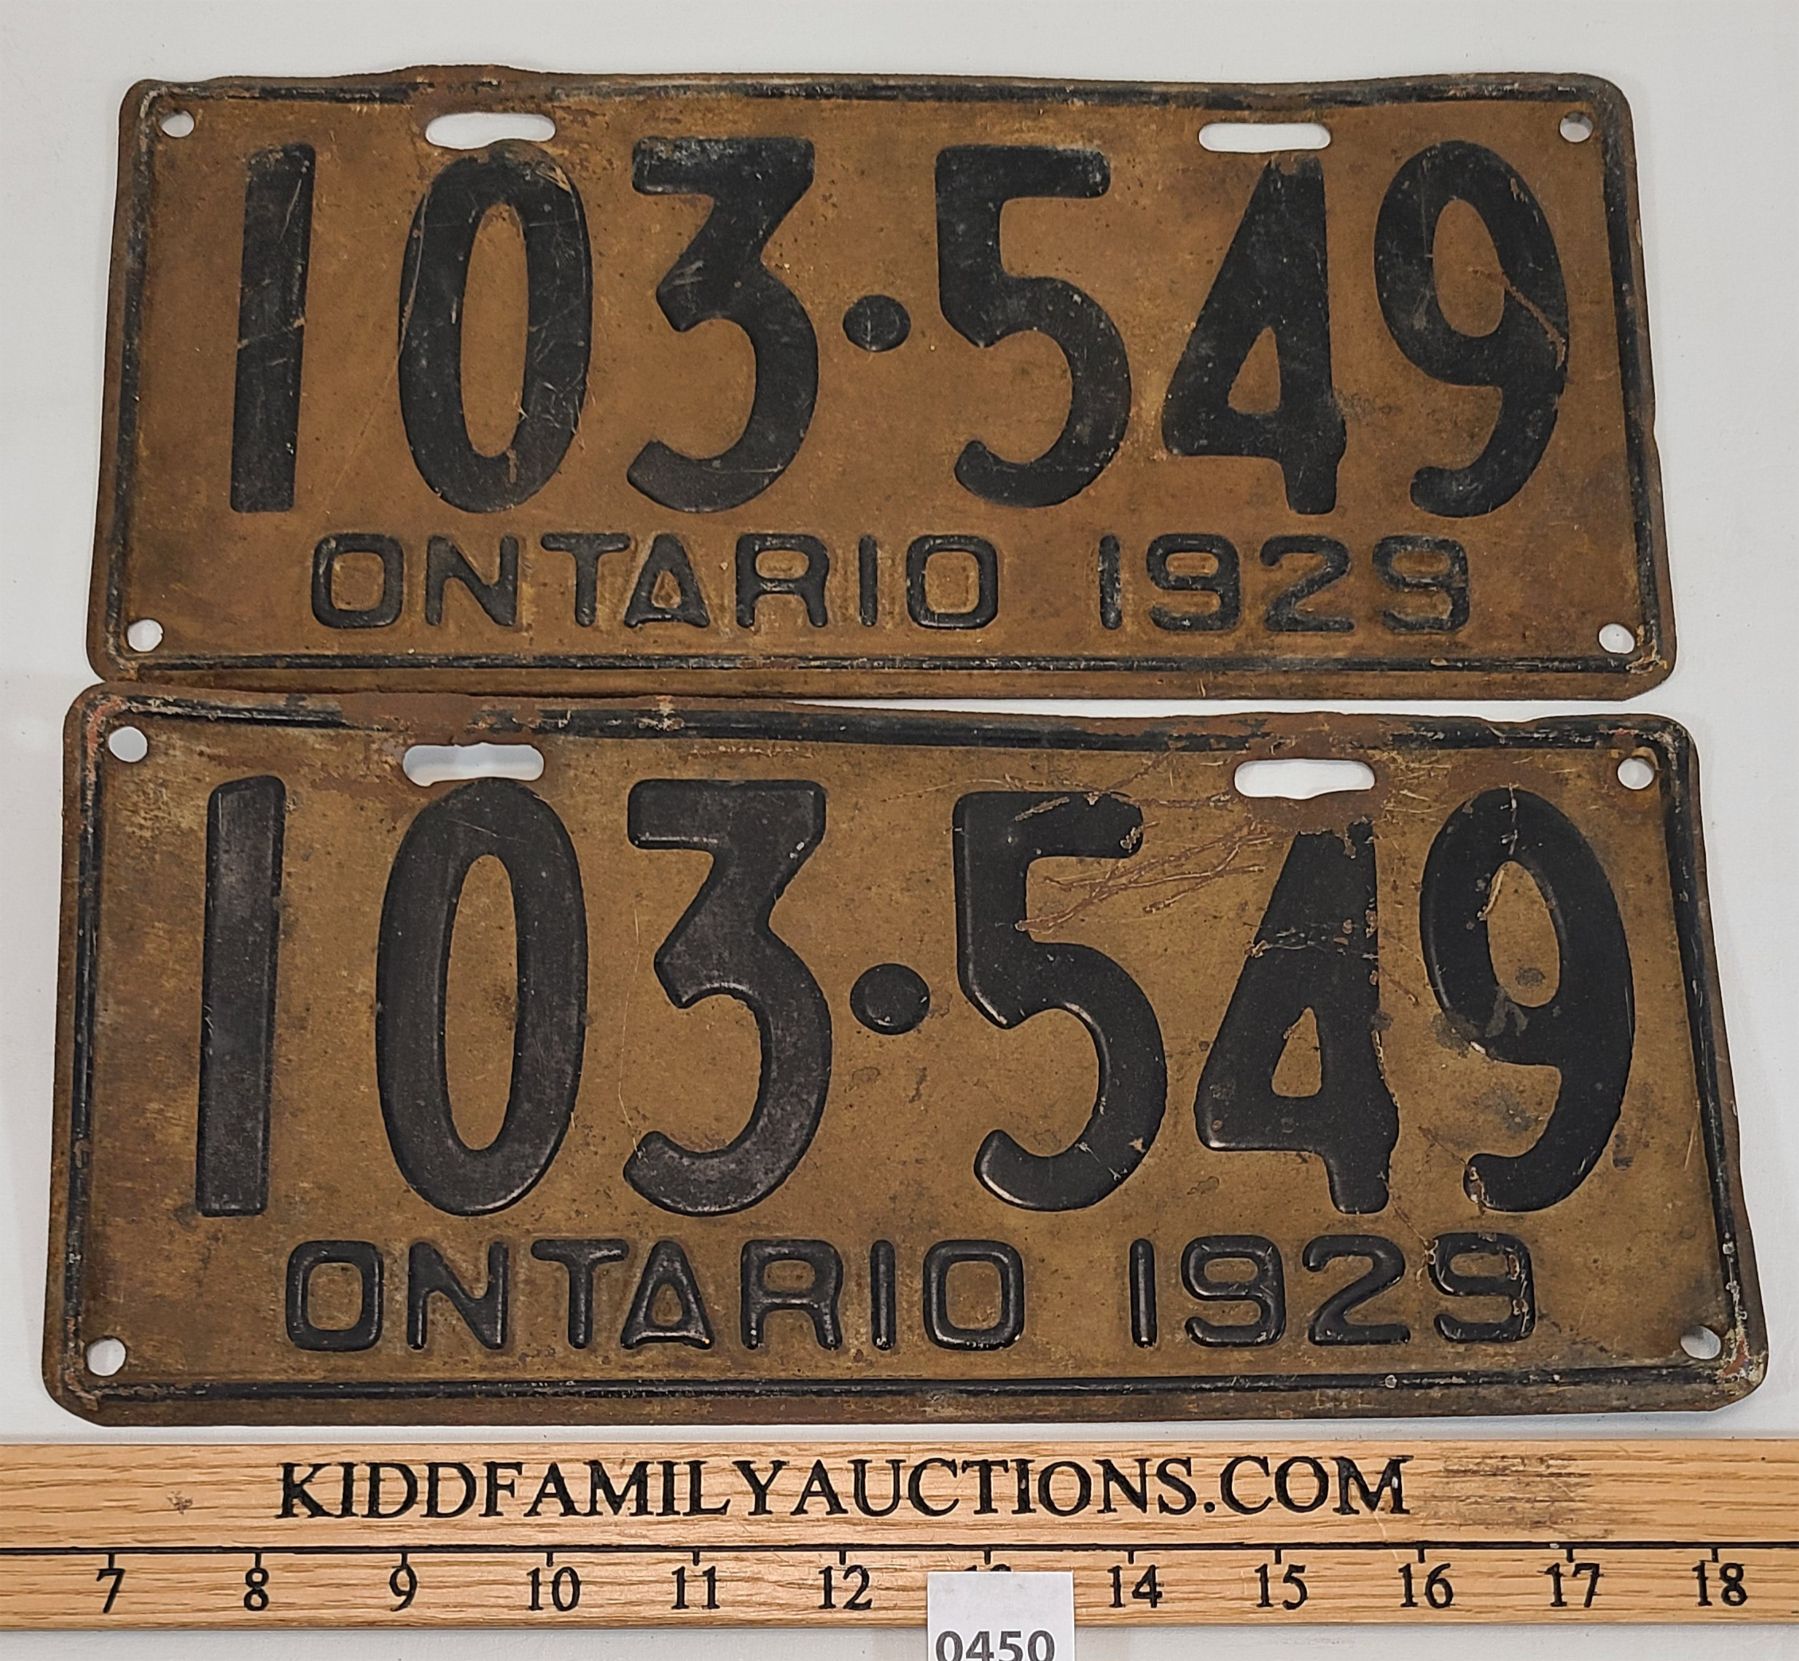 103·549
ONTARIO 1929
103·549
ONTARIO 1929
KIDDFAMILYAUCTIONS.COM
7 8 9 10 11 12 14 15 16 17 18
0450